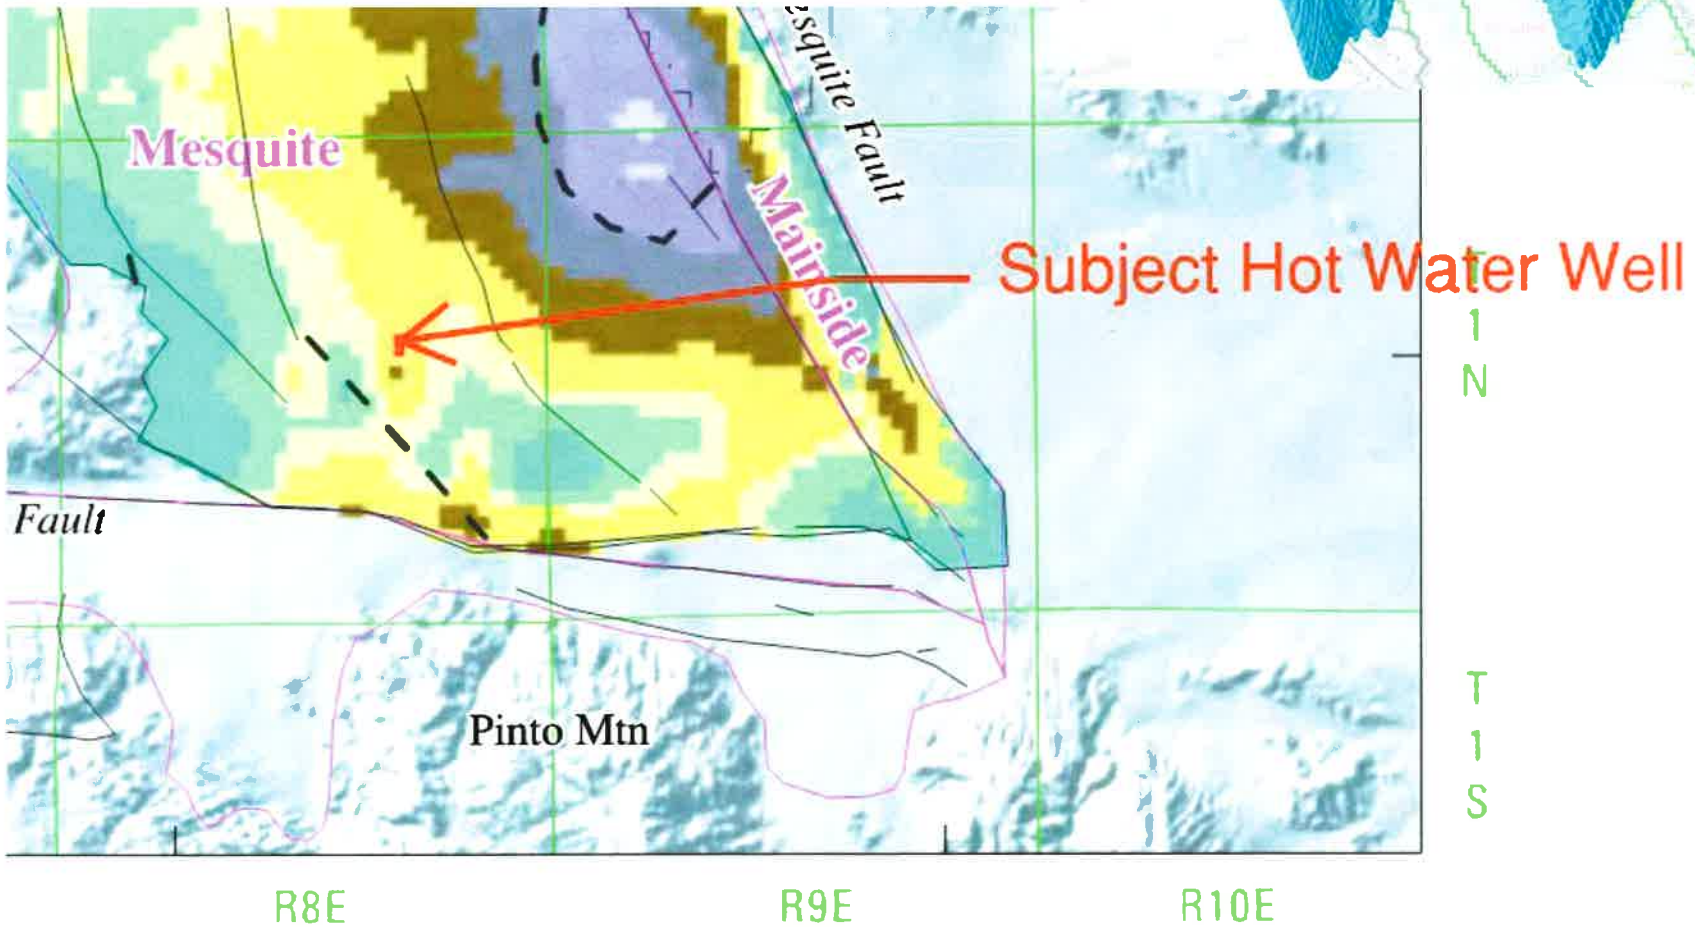 esquite Fault
Mesquite
Mainside
Subject Hot Water Well
T
1
N
Fault
Pinto Mtn
T
1
S
R8E
R9E
R10E